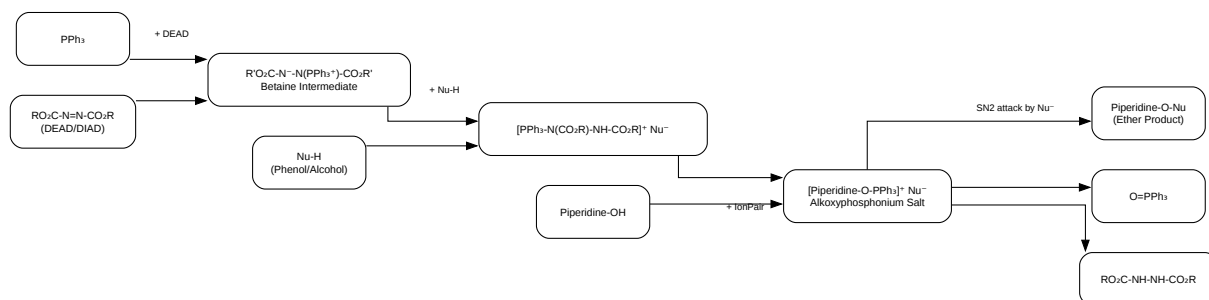 PPh₃
+ DEAD
RO₂C-N=N-CO₂R
(DEAD/DIAD)
R'O₂C-N⁻-N(PPh₃⁺)-CO₂R'
Betaine Intermediate
+ Nu-H
Nu-H
(Phenol/Alcohol)
[PPh₃-N(CO₂R)-NH-CO₂R]⁺ Nu⁻
Piperidine-OH
+ IonPair
[Piperidine-O-PPh₃]⁺ Nu⁻
Alkoxyphosphonium Salt
SN2 attack by Nu⁻
Piperidine-O-Nu
(Ether Product)
O=PPh₃
RO₂C-NH-NH-CO₂R